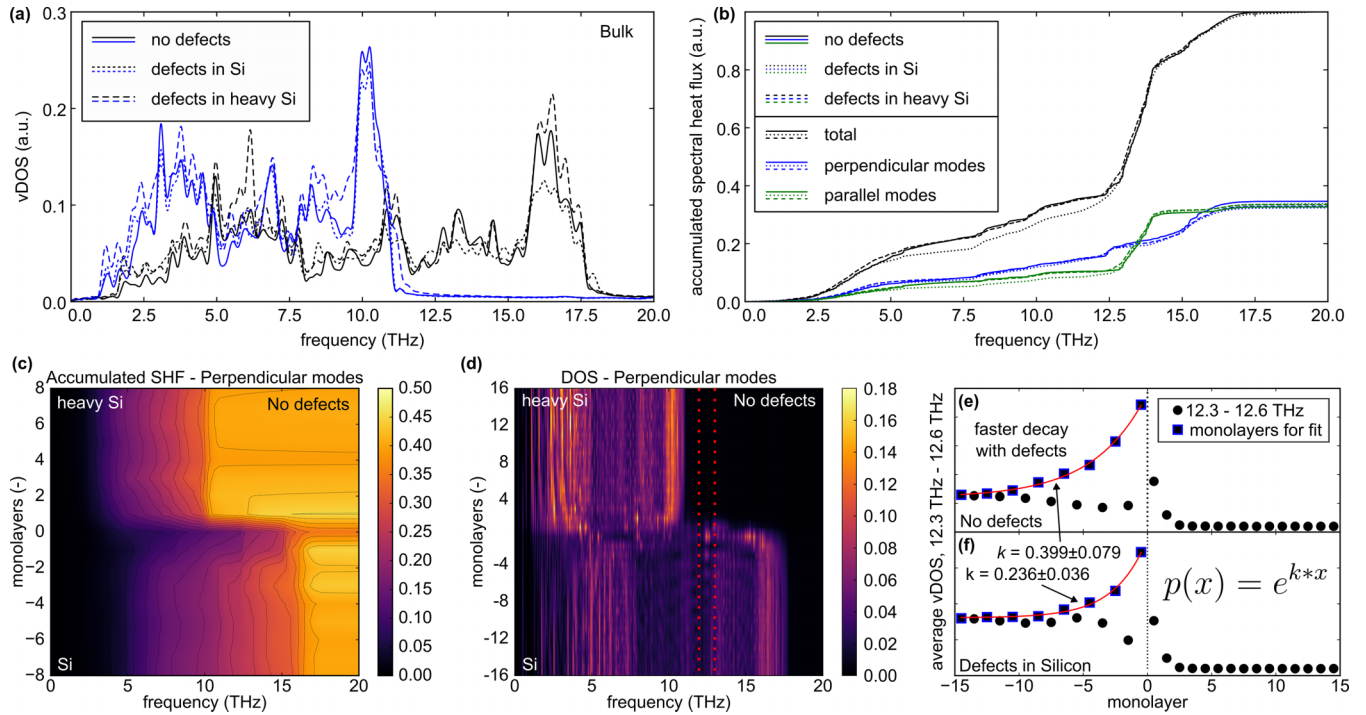 (a)
0.3
0.2
0.1
0.0
vDOS (a.u.)
no defects
defects in Si
defects in heavy Si
Bulk
2.5 5.0 7.5 10.0 12.5 15.0 17.5 20.0
frequency (THz)
(b)
1.0
0.8
0.6
0.4
0.2
0.0
accumulated spectral heat flux (a.u.)
no defects
defects in Si
defects in heavy Si
total
perpendicular modes
parallel modes
2.5 5.0 7.5 10.0 12.5 15.0 17.5 20.0
frequency (THz)
(c)
Accumulated SHF - Perpendicular modes
heavy Si
No defects
Si
8
6
4
2
0
-2
-4
-6
-8
monolayers (-)
0 5 10 15 20
frequency (THz)
0.50
0.45
0.40
0.35
0.30
0.25
0.20
0.15
0.10
0.05
0.00
(d)
DOS - Perpendicular modes
heavy Si
No defects
Si
16
12
8
4
-4
-8
-12
-16
monolayers (-)
0 5 10 15 20
frequency (THz)
0.18
0.16
0.14
0.12
0.10
0.08
0.06
0.04
0.02
0.00
average vDOS, 12.3 THz - 12.6 THz
(e)
12.3 - 12.6 THz
monolayers for fit
faster decay
with defects
No defects
(f)
k = 0.399±0.079
k = 0.236±0.036
p(x) = e^{k*x}
Defects in Silicon
-15 -10 -5 0 5 10 15
monolayer